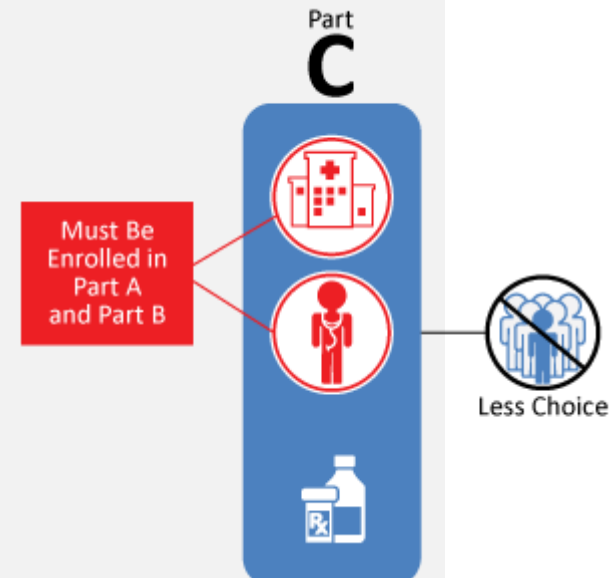 Part
C
Must Be
Enrolled in
Part A
and Part B
Less Choice
Rx